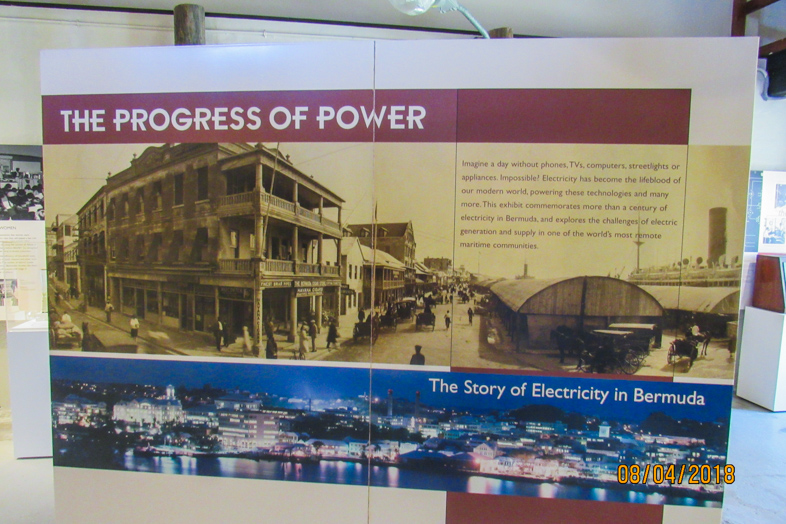 THE PROGRESS OF POWER
Imagine a day without phones, TVs, computers, streetlights or
appliances. Impossible? Electricity has become the lifeblood of
our modern world, powering these technologies and many
more. This exhibit commemorates more than a century of
electricity in Bermuda, and explores the challenges of electric
generation and supply in one of the world's most remote
maritime communities.
The Story of Electricity in Bermuda
08/04/2018